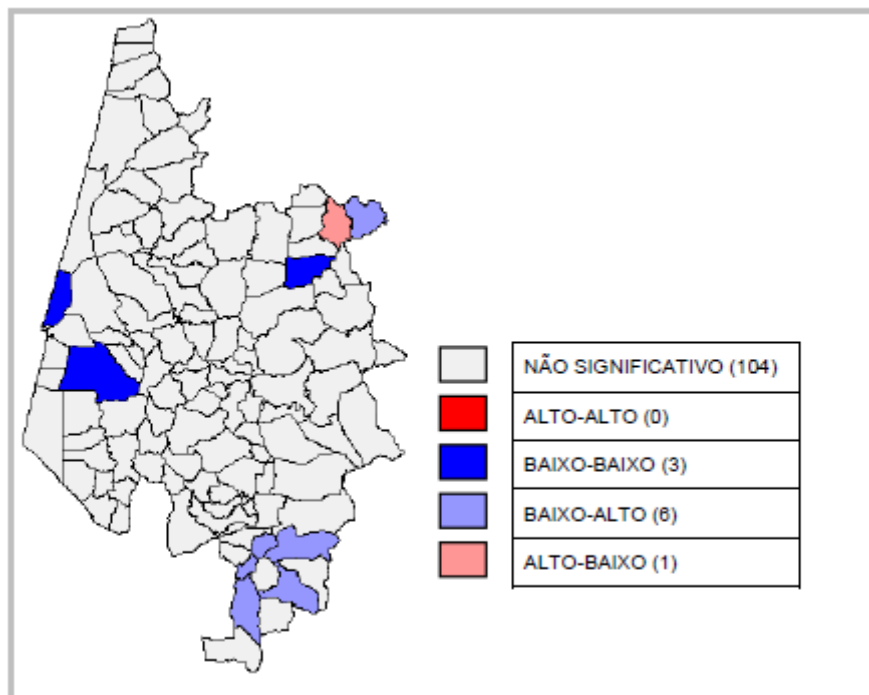 NÃO SIGNIFICATIVO (104)
ALTO-ALTO (0)
BAIXO-BAIXO (3)
BAIXO-ALTO (6)
ALTO-BAIXO (1)